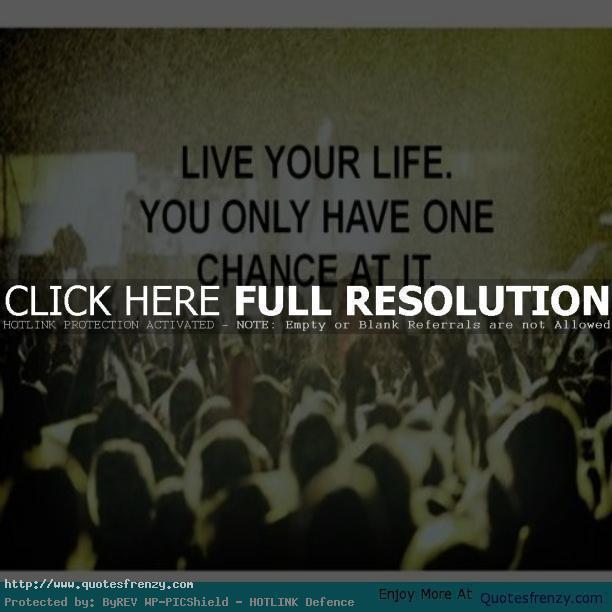 LIVE YOUR LIFE.
YOU ONLY HAVE ONE
CHANCE AT IT.
CLICK HERE FULL RESOLUTION
HOTLINK PROTECTION ACTIVATED - NOTE: Empty or Blank Referrals are not Allowed
http://www.quotesfrenzy.com
Enjoy More At Quotesfrenzy.com
Protected by: ByREV WP-PICShield - HOTLINK Defence